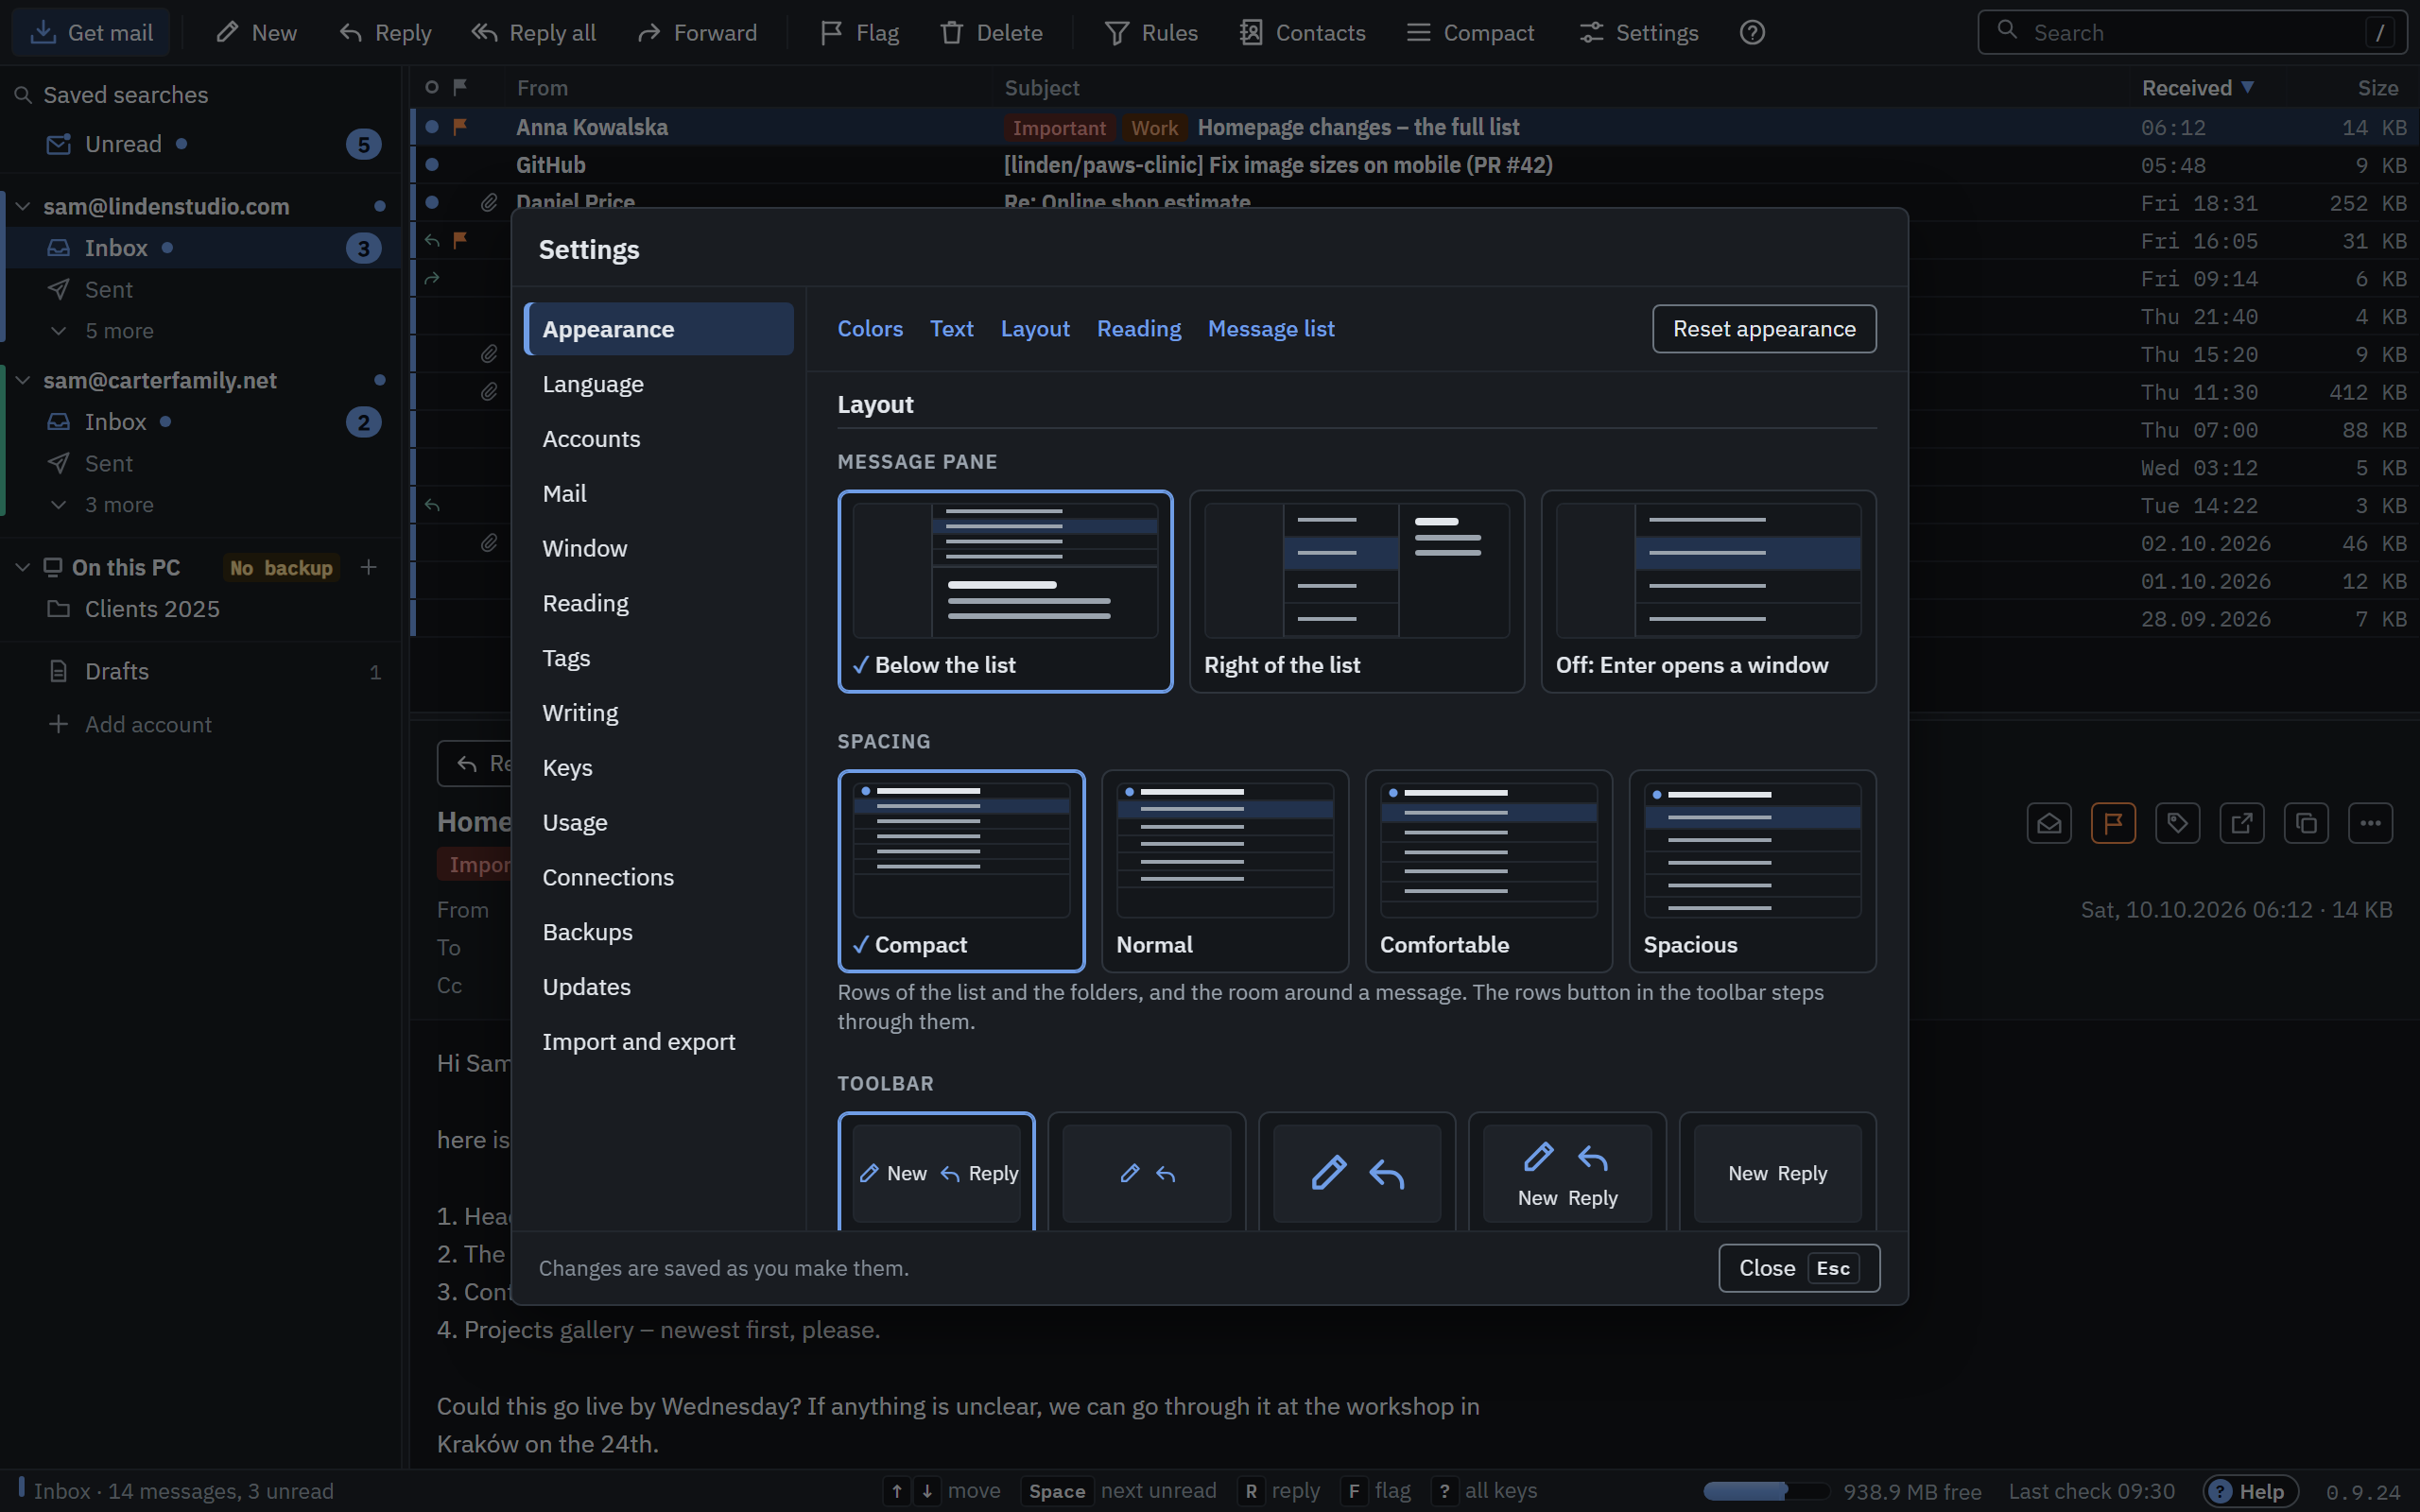 Get mail New Reply Reply all Forward Flag Delete Rules Contacts Compact Settings Search /
Saved searches
Unread 5
sam@lindenstudio.com
Inbox 3
Sent
5 more
sam@carterfamily.net
Inbox 2
Sent
3 more
On this PC No backup
Clients 2025
Drafts 1
Add account
From Subject Received Size
Anna Kowalska Important Work Homepage changes – the full list 06:12 14 KB
GitHub [linden/paws-clinic] Fix image sizes on mobile (PR #42) 05:48 9 KB
Daniel Price Re: Online shop estimate Fri 18:31 252 KB
Fri 16:05 31 KB
Fri 09:14 6 KB
Thu 21:40 4 KB
Thu 15:20 9 KB
Thu 11:30 412 KB
Thu 07:00 88 KB
Wed 03:12 5 KB
Tue 14:22 3 KB
02.10.2026 46 KB
01.10.2026 12 KB
28.09.2026 7 KB
Settings
Appearance
Language
Accounts
Mail
Window
Reading
Tags
Writing
Keys
Usage
Connections
Backups
Updates
Import and export
Colors Text Layout Reading Message list Reset appearance
Layout
MESSAGE PANE
✓ Below the list Right of the list Off: Enter opens a window
SPACING
✓ Compact Normal Comfortable Spacious
Rows of the list and the folders, and the room around a message. The rows button in the toolbar steps
through them.
TOOLBAR
New Reply New Reply New Reply
Changes are saved as you make them. Close Esc
From Sat, 10.10.2026 06:12 · 14 KB
To
Cc
Hi Sam
here is
1.
2. The
3.
4. Projects gallery – newest first, please.
Could this go live by Wednesday? If anything is unclear, we can go through it at the workshop in
Kraków on the 24th.
Inbox · 14 messages, 3 unread ↑ ↓ move Space next unread R reply F flag ? all keys 938.9 MB free Last check 09:30 ? Help 0.9.24